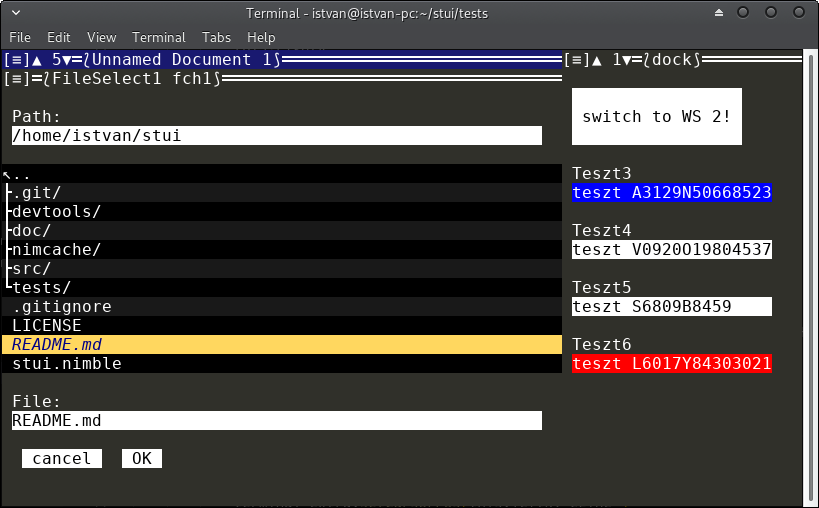 Terminal - istvan@istvan-pc:~/stui/tests
File Edit View Terminal Tabs Help
[≡]▲ 5▼=⟅Unnamed Document 1⟆
[≡]=⟅FileSelect1 fch1⟆
Path:
/home/istvan/stui
↖..
.git/
devtools/
doc/
nimcache/
src/
tests/
.gitignore
LICENSE
README.md
stui.nimble
File:
README.md
cancel OK
[≡]▲ 1▼=⟅dock⟆
switch to WS 2!
Teszt3
teszt A3129N50668523
Teszt4
teszt V0920O19804537
Teszt5
teszt S6809B8459
Teszt6
teszt L6017Y84303021